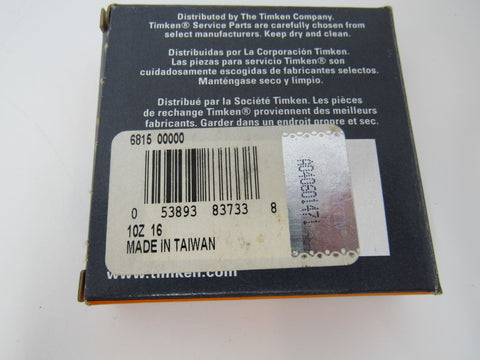 Distributed by The Timken Company.
Timken® Service Parts are carefully chosen from
select manufacturers. Keep dry and clean.
Distribuidas por La Corporación Timken.
Las piezas para servicio Timken® son
cuidadosamente escogidas de fabricantes selectos.
Manténgase seco y limpio.
Distribué par la Société Timken. Les pièces
de rechange Timken® proviennent des meilleurs
fabricants. Garder dans un endroit propre et sec.
6815 00000
0 53893 83733 8
10Z 16
MADE IN TAIWAN
www.timken.com